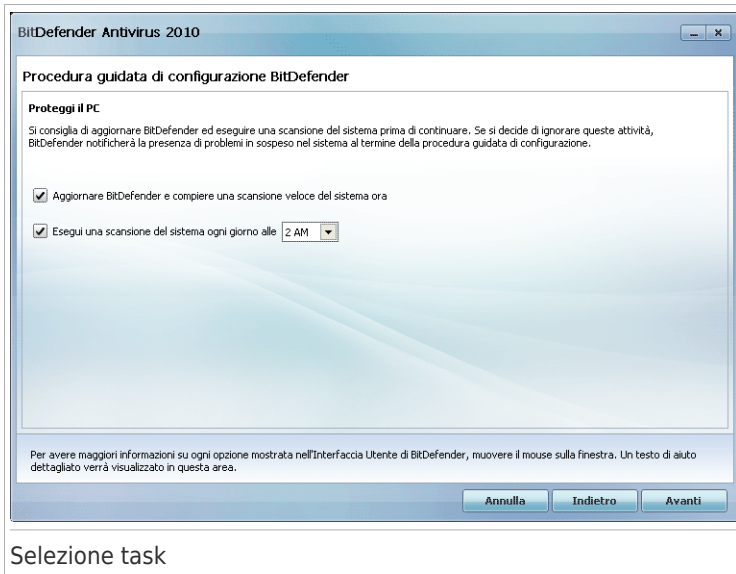 BitDefender Antivirus 2010
Procedura guidata di configurazione BitDefender
Proteggi il PC
Si consiglia di aggiornare BitDefender ed eseguire una scansione del sistema prima di continuare. Se si decide di ignorare queste attività,
BitDefender notificherà la presenza di problemi in sospeso nel sistema al termine della procedura guidata di configurazione.
Aggiornare BitDefender e compiere una scansione veloce del sistema ora
Esegui una scansione del sistema ogni giorno alle 2 AM
Per avere maggiori informazioni su ogni opzione mostrata nell'Interfaccia Utente di BitDefender, muovere il mouse sulla finestra. Un testo di aiuto
dettagliato verrà visualizzato in questa area.
Annulla Indietro Avanti
Selezione task